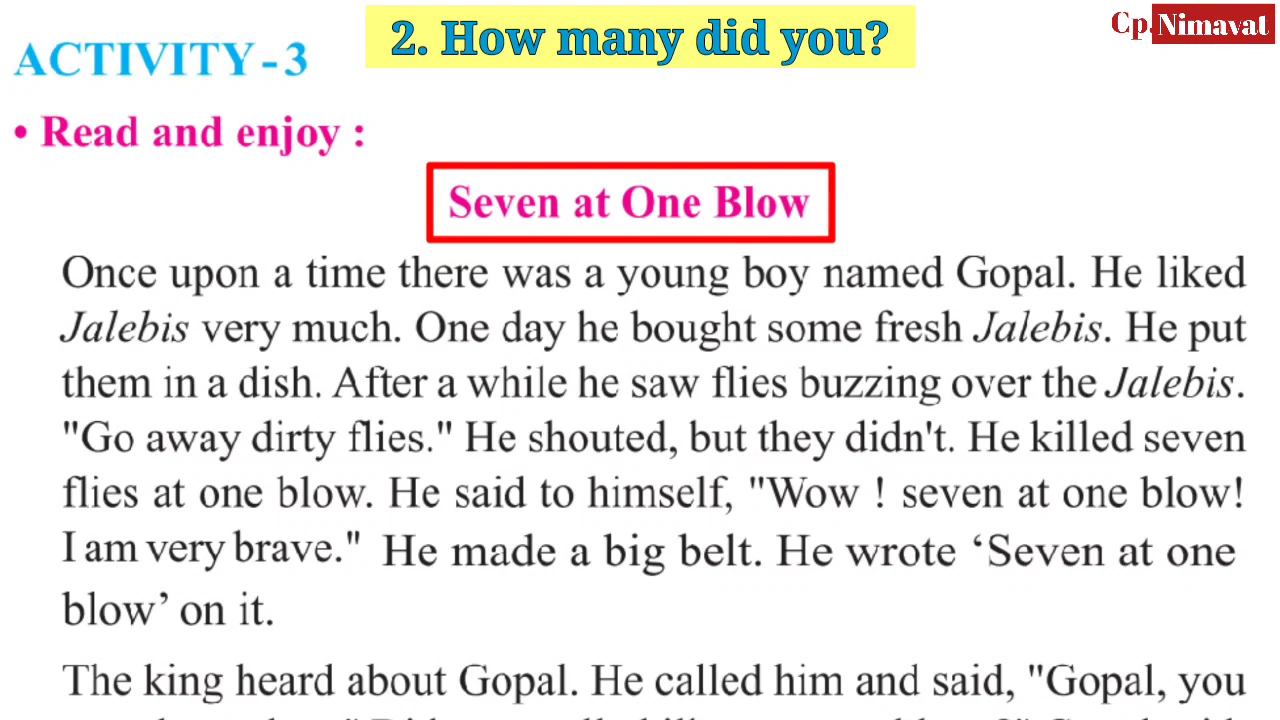 2. How many did you?
Cp. Nimavat
ACTIVITY - 3
• Read and enjoy :
Seven at One Blow
Once upon a time there was a young boy named Gopal. He liked
Jalebis very much. One day he bought some fresh Jalebis. He put
them in a dish. After a while he saw flies buzzing over the Jalebis.
"Go away dirty flies." He shouted, but they didn't. He killed seven
flies at one blow. He said to himself, "Wow ! seven at one blow!
I am very brave." He made a big belt. He wrote ‘Seven at one
blow’ on it.
The king heard about Gopal. He called him and said, "Gopal, you